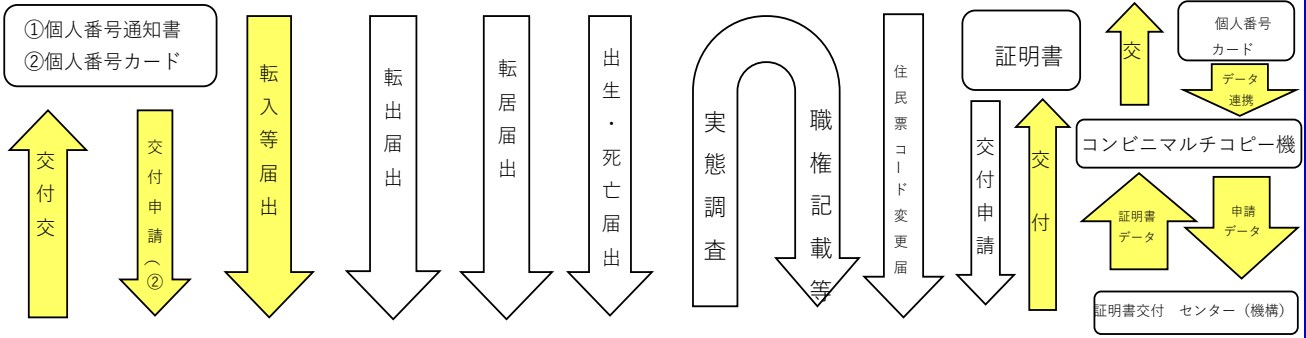 ①個人番号通知書
②個人番号カード
交付交
交付申請(②
転入等届出
転出届出
転居届出
出生・死亡届出
実態調査
職権記載等
住民票コード変更届
証明書
交付申請
交付
交
個人番号
カード
データ
連携
コンビニマルチコピー機
証明書
データ
申請
データ
証明書交付　センター（機構）